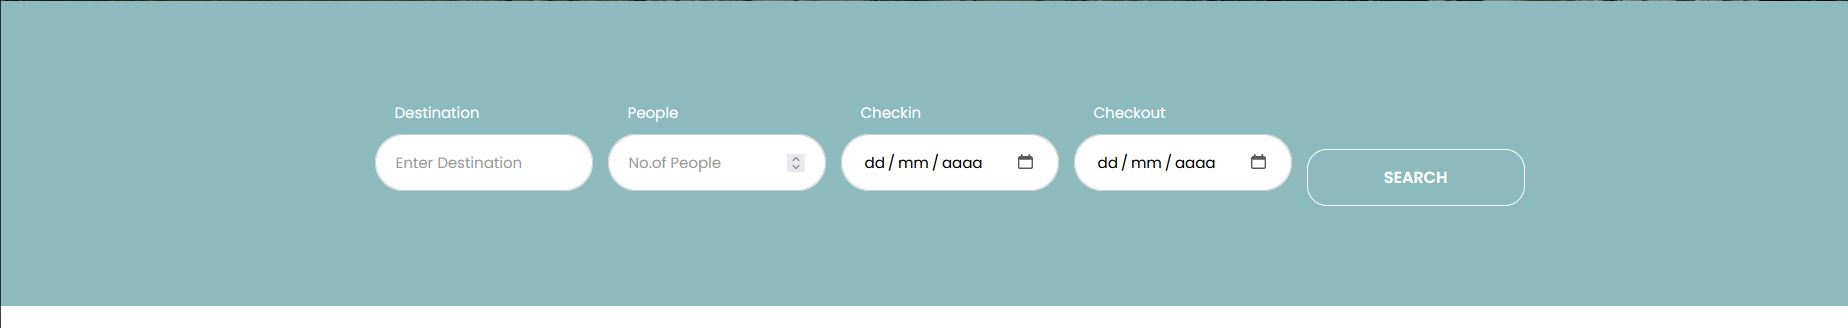 Destination People Checkin Checkout
Enter Destination No.of People dd / mm / aaaa dd / mm / aaaa
SEARCH